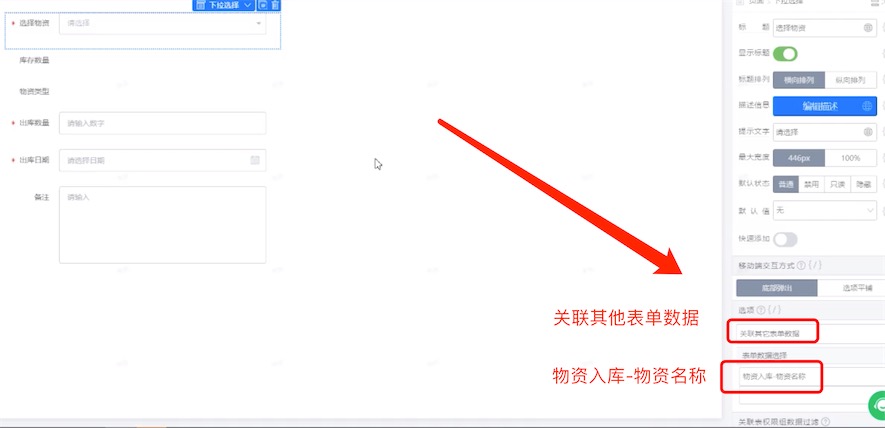 下拉选择
* 选择物资 请选择
库存数量
物资类型
* 出库数量 请输入数字
* 出库日期 请选择日期
备注 请输入
页面 下拉选择
标题 选择物资
显示标题
标题排列 横向排列 纵向排列
描述信息 编辑描述
提示文字 请选择
最大宽度 446px 100%
默认状态 普通 禁用 只读 隐藏
默认值 无
快速添加
移动端交互方式 ? {/}
底部弹出 选项平铺
选项 ? {/}
关联其他表单数据
关联其它表单数据
表单数据选择
物资入库-物资名称
物资入库-物资名称
关联表权限组数据过滤 ?